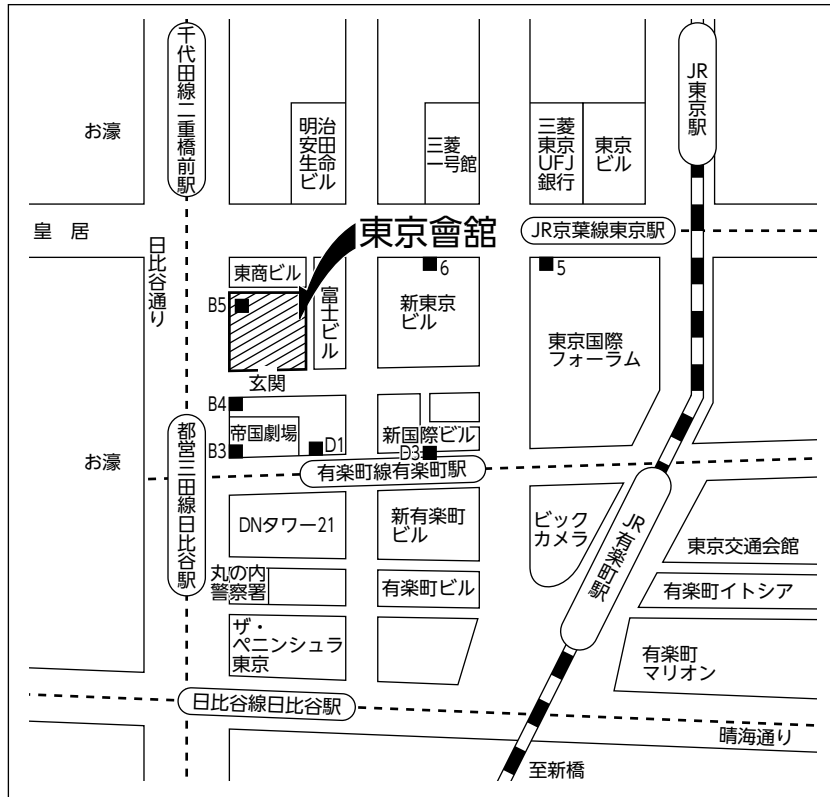 千代田線二重橋前駅
JR東京駅
お濠
明治
安田
生命
ビル
三菱
一号館
三菱
東京
UFJ
銀行
東京
ビル
皇 居
東京會舘
JR京葉線東京駅
日比谷通り
東商ビル
6
5
B5
富士ビル
新東京
ビル
東京国際
フォーラム
玄関
B4
帝国劇場
B3
D1
新国際ビル
D3
お濠
都営三田線日比谷駅
有楽町線有楽町駅
DNタワー21
新有楽町
ビル
ビック
カメラ
JR有楽町駅
東京交通会館
丸の内
警察署
有楽町ビル
有楽町イトシア
ザ・
ペニンシュラ
東京
有楽町
マリオン
日比谷線日比谷駅
晴海通り
至新橋